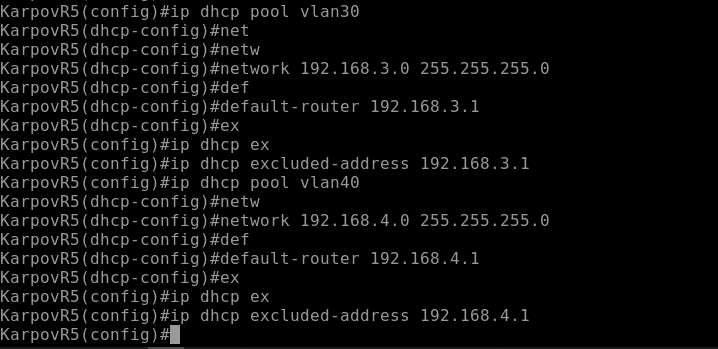 KarpovR5(config)#ip dhcp pool vlan30
KarpovR5(dhcp-config)#net
KarpovR5(dhcp-config)#netw
KarpovR5(dhcp-config)#network 192.168.3.0 255.255.255.0
KarpovR5(dhcp-config)#def
KarpovR5(dhcp-config)#default-router 192.168.3.1
KarpovR5(dhcp-config)#ex
KarpovR5(config)#ip dhcp ex
KarpovR5(config)#ip dhcp excluded-address 192.168.3.1
KarpovR5(config)#ip dhcp pool vlan40
KarpovR5(dhcp-config)#netw
KarpovR5(dhcp-config)#network 192.168.4.0 255.255.255.0
KarpovR5(dhcp-config)#def
KarpovR5(dhcp-config)#default-router 192.168.4.1
KarpovR5(dhcp-config)#ex
KarpovR5(config)#ip dhcp ex
KarpovR5(config)#ip dhcp excluded-address 192.168.4.1
KarpovR5(config)#